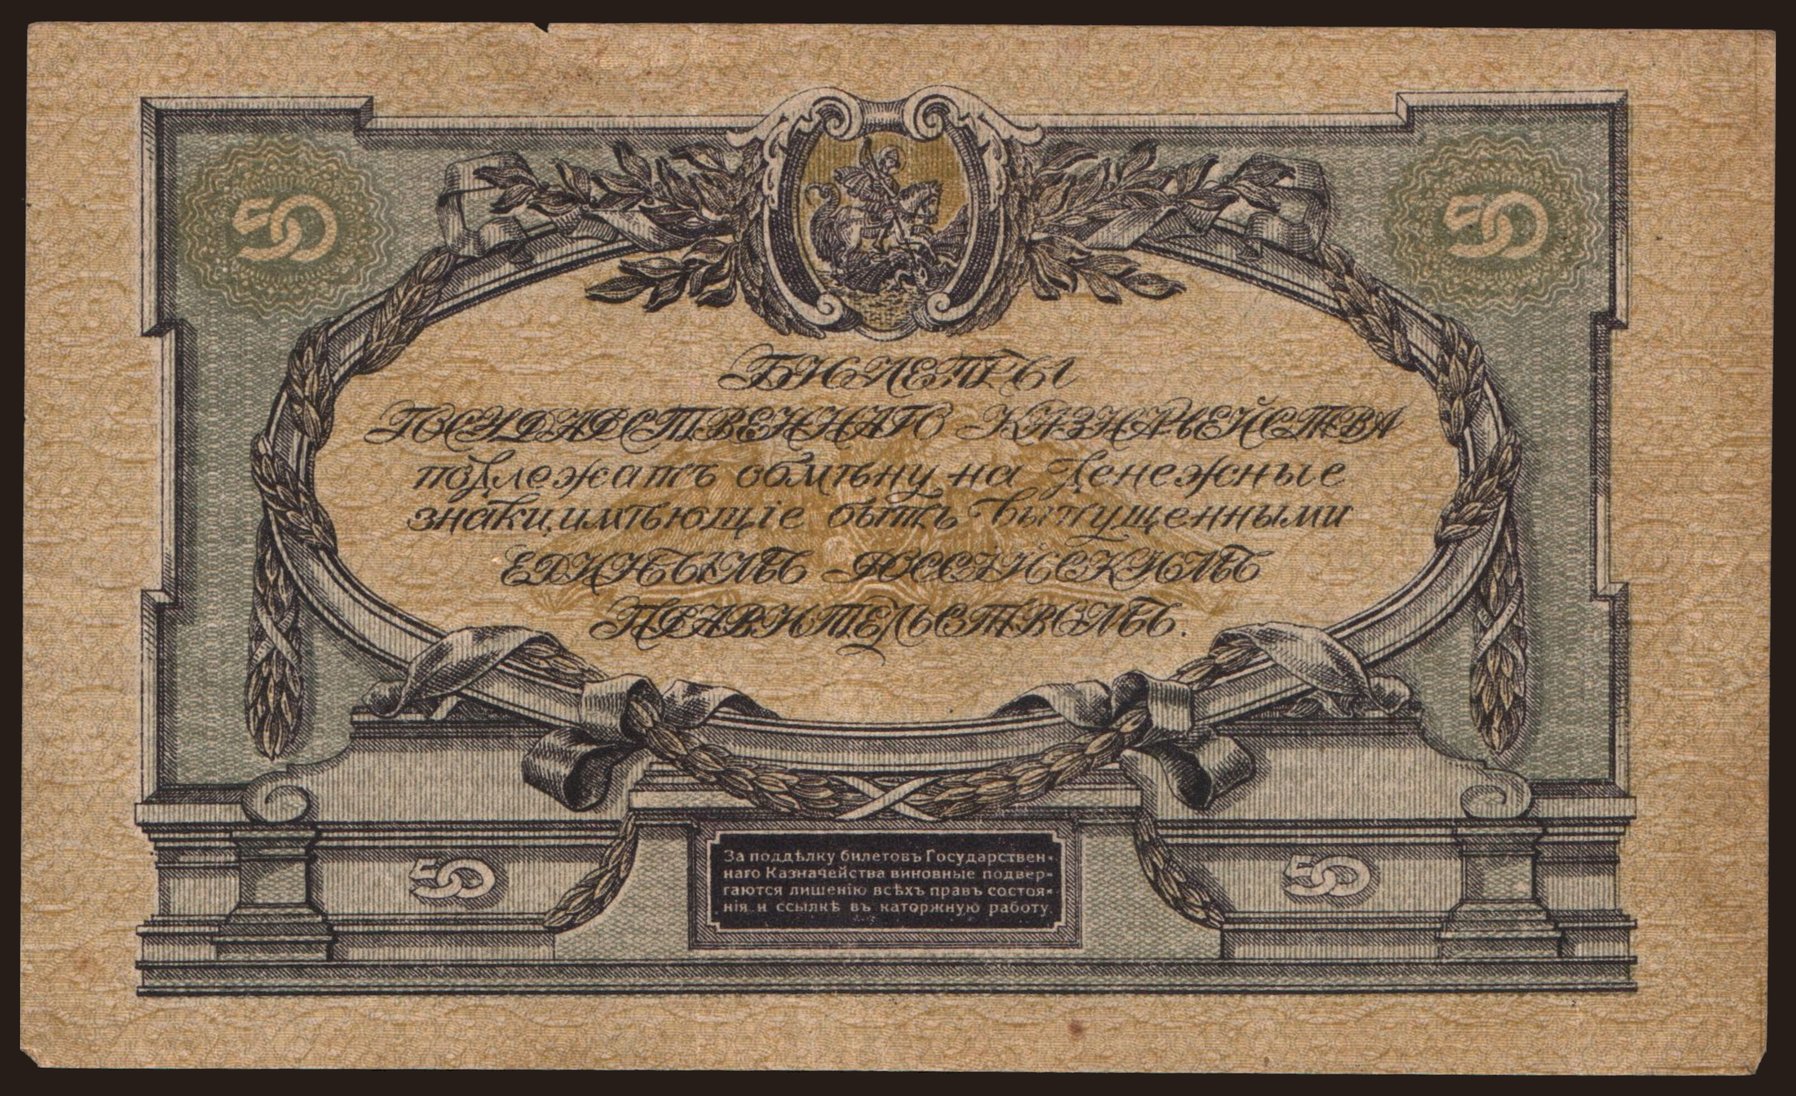 50 50
БИЛЕТЫ
ГОСУДАРСТВЕННАГО КАЗНАЧЕЙСТВА
подлежатъ обмѣну на денежные
знаки, имѣющіе быть выпущенными
ЕДИНЫМЪ РОССІЙСКИМЪ
ПРАВИТЕЛЬСТВОМЪ.
50 50
За поддѣлку билетовъ Государствен-
наго Казначейства виновные подвер-
гаются лишенію всѣхъ правъ состоя-
нія и ссылкѣ въ каторжную работу.